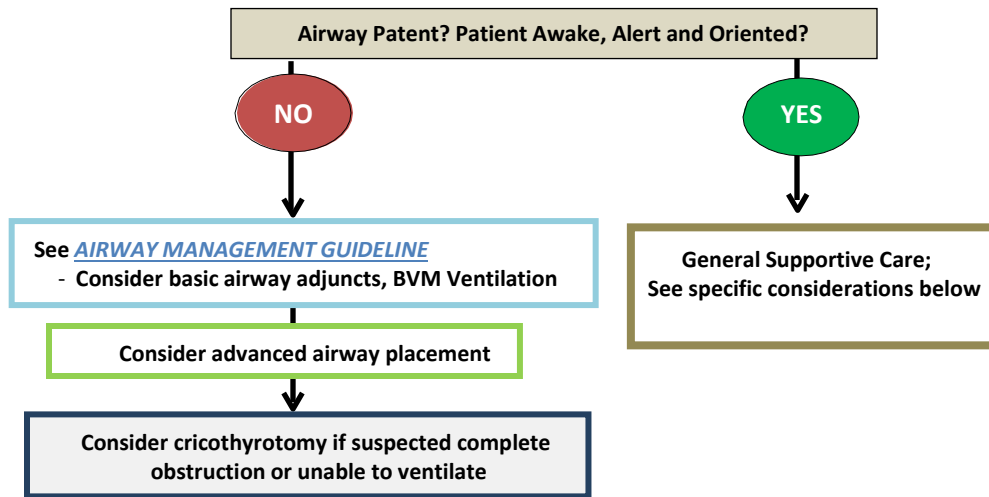 Airway Patent? Patient Awake, Alert and Oriented?
NO
YES
See AIRWAY MANAGEMENT GUIDELINE
- Consider basic airway adjuncts, BVM Ventilation
General Supportive Care;
See specific considerations below
Consider advanced airway placement
Consider cricothyrotomy if suspected complete
obstruction or unable to ventilate